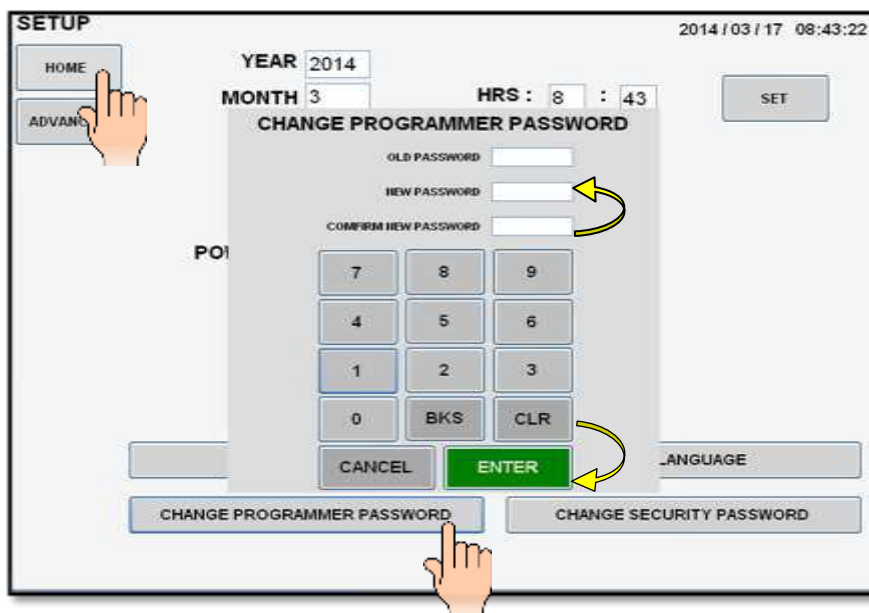 SETUP
2014 / 03 / 17 08:43:22
HOME
YEAR 2014
MONTH 3 HRS : 8 : 43
SET
CHANGE PROGRAMMER PASSWORD
OLD PASSWORD
NEW PASSWORD
COMFIRM NEW PASSWORD
7 8 9
4 5 6
1 2 3
0 BKS CLR
CANCEL ENTER
CHANGE PROGRAMMER PASSWORD
CHANGE SECURITY PASSWORD